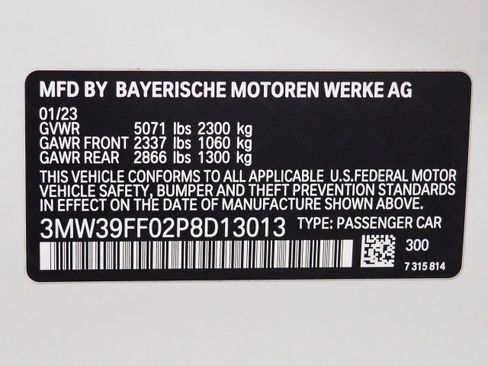 MFD BY BAYERISCHE MOTOREN WERKE AG
01/23
GVWR 5071 lbs 2300 kg
GAWR FRONT 2337 lbs 1060 kg
GAWR REAR 2866 lbs 1300 kg
THIS VEHICLE CONFORMS TO ALL APPLICABLE U.S.FEDERAL MOTOR
VEHICLE SAFETY, BUMPER AND THEFT PREVENTION STANDARDS
IN EFFECT ON THE DATE OF MANUFACTURE SHOWN ABOVE.
3MW39FF02P8D13013 TYPE: PASSENGER CAR
300
7 315 814